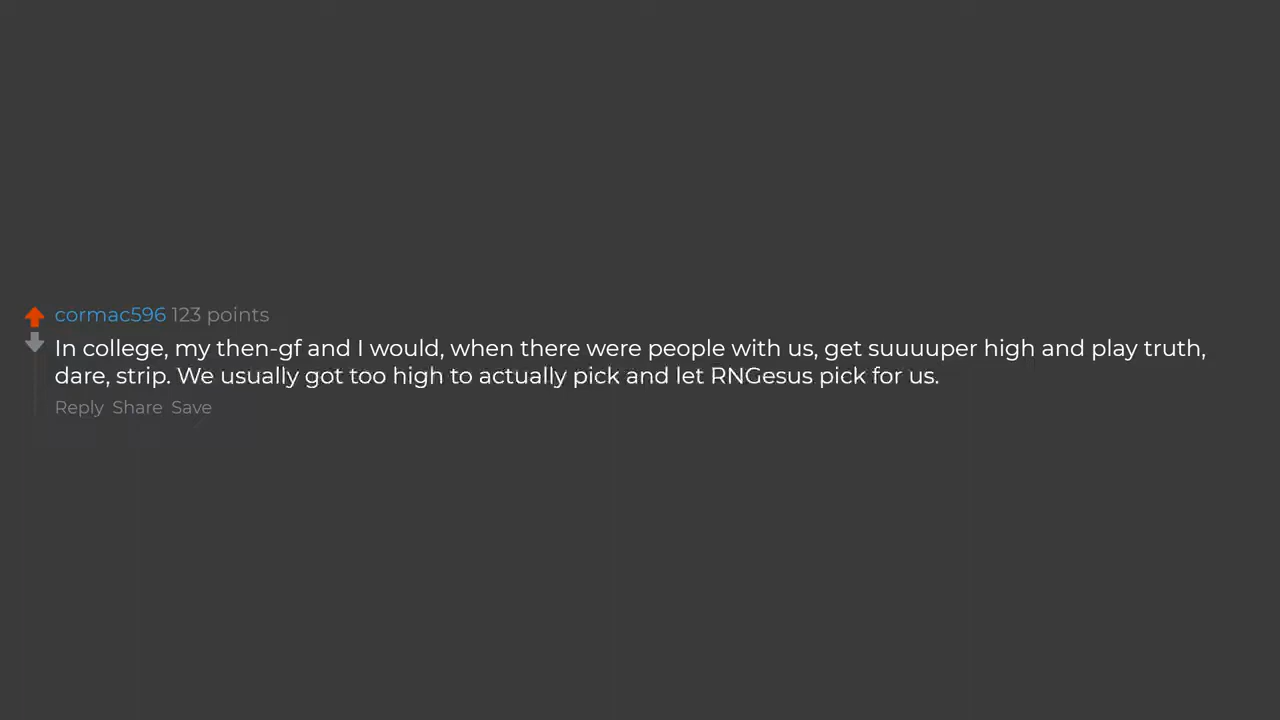 cormac596 123 points
In college, my then-gf and I would, when there were people with us, get suuuuper high and play truth,
dare, strip. We usually got too high to actually pick and let RNGesus pick for us.
Reply Share Save